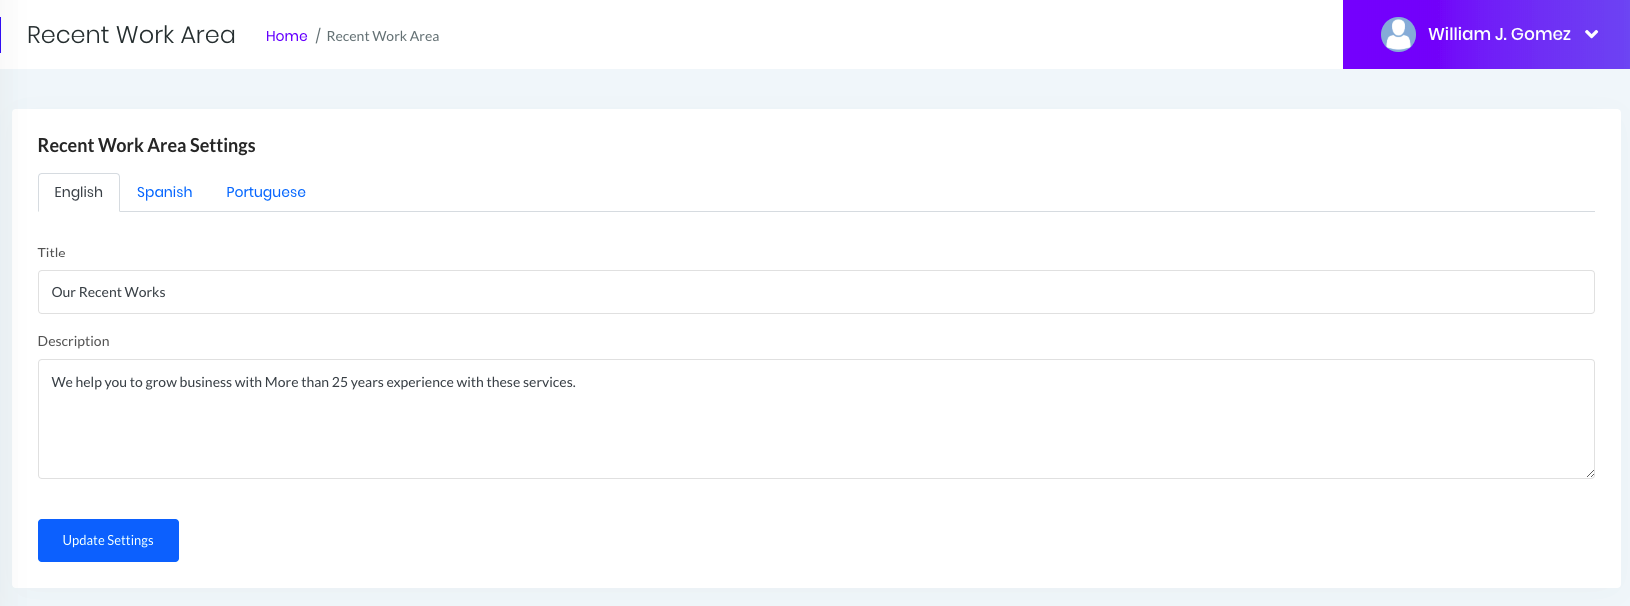 Recent Work Area
Home / Recent Work Area
William J. Gomez
Recent Work Area Settings
English Spanish Portuguese
Title
Our Recent Works
Description
We help you to grow business with More than 25 years experience with these services.
Update Settings